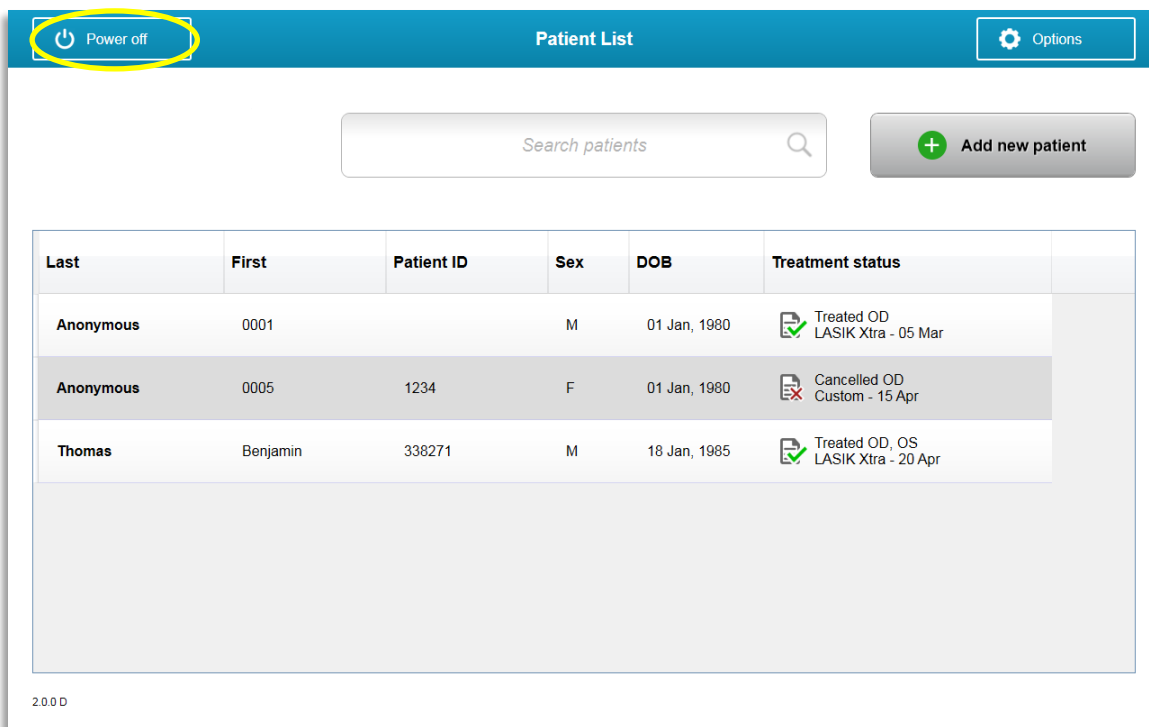 Power off
Patient List
Options
Search patients
Add new patient
Last First Patient ID Sex DOB Treatment status
Anonymous 0001 M 01 Jan, 1980 Treated OD
LASIK Xtra - 05 Mar
Anonymous 0005 1234 F 01 Jan, 1980 Cancelled OD
Custom - 15 Apr
Thomas Benjamin 338271 M 18 Jan, 1985 Treated OD, OS
LASIK Xtra - 20 Apr
2.0.0 D